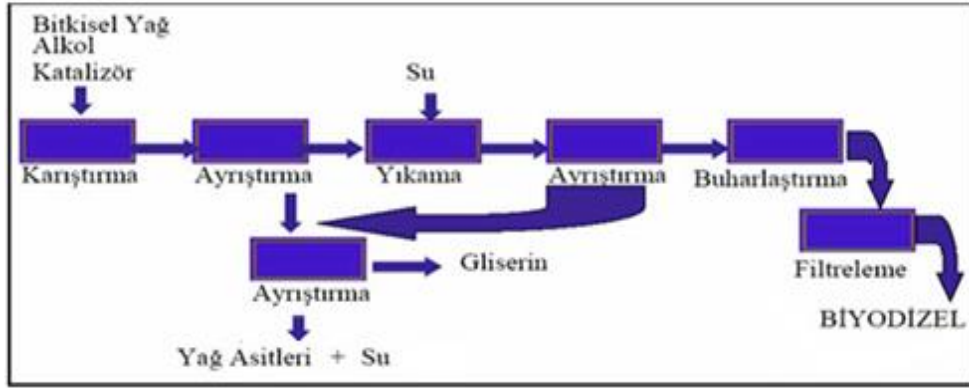 Bitkisel Yağ
Alkol
Katalizör
Su
Karıştırma
Ayrıştırma
Yıkama
Ayrıştırma
Buharlaştırma
Gliserin
Ayrıştırma
Filtreleme
BİYODİZEL
Yağ Asitleri + Su